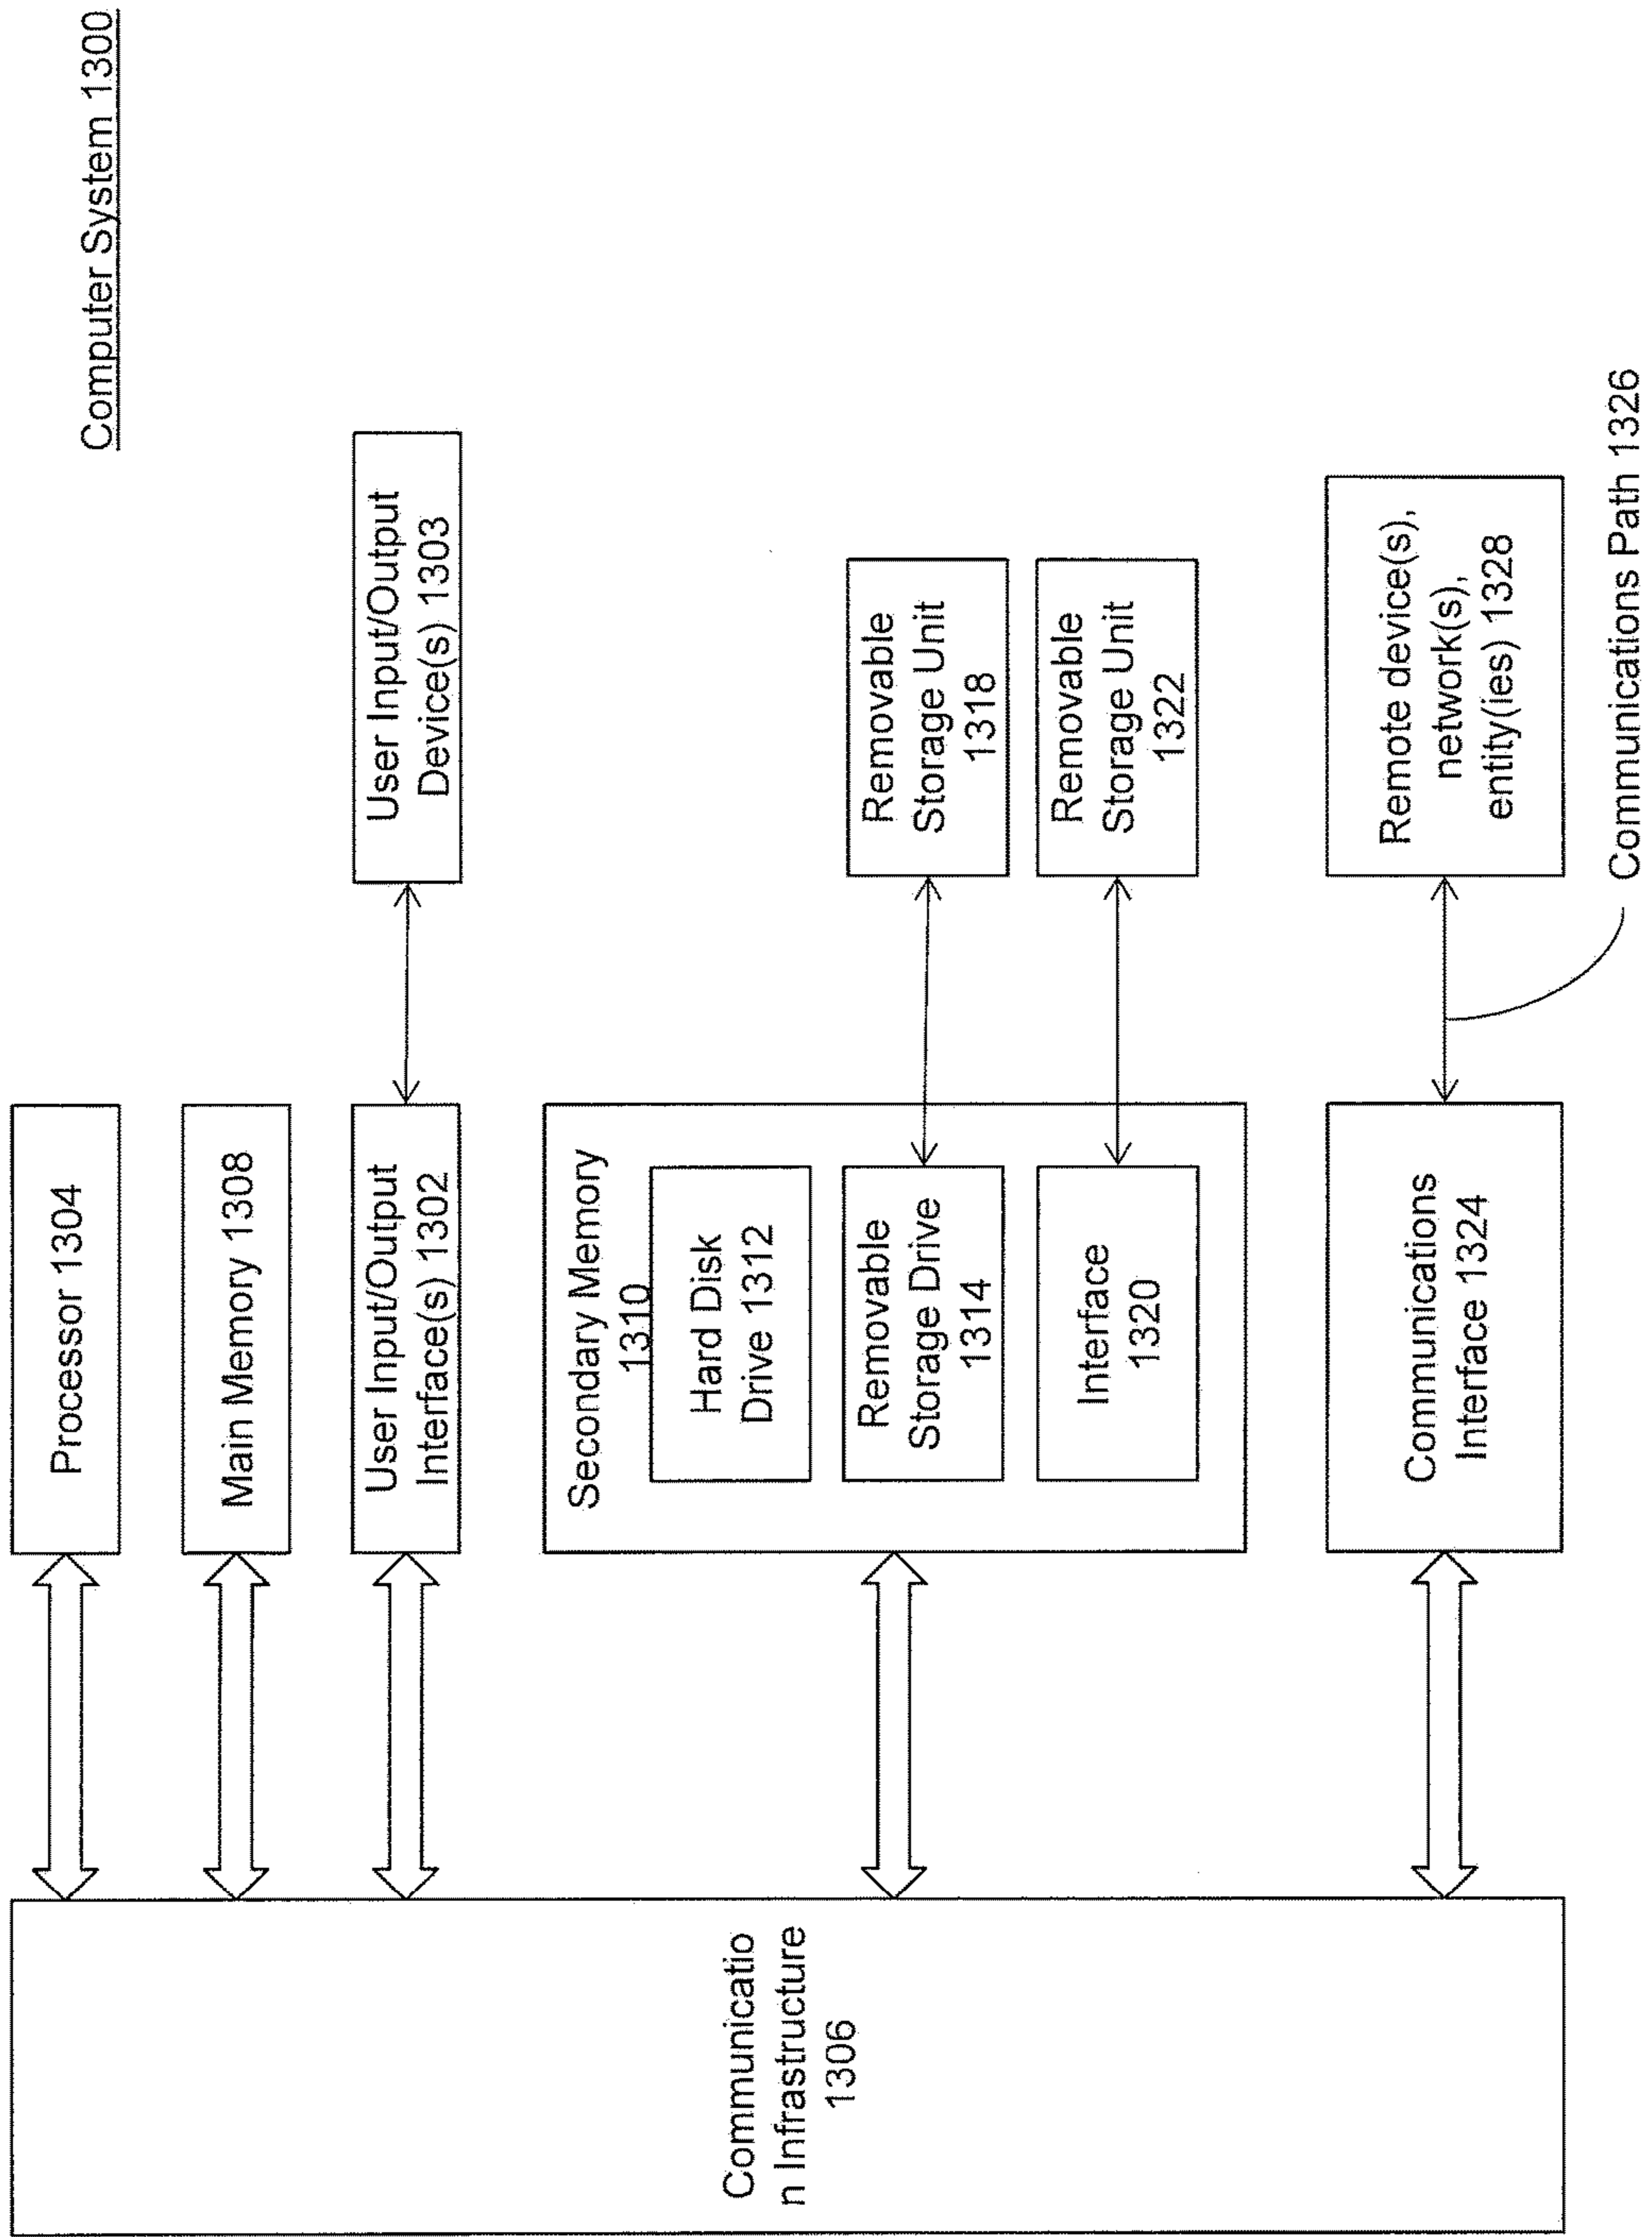 Computer System 1300
Processor 1304
Main Memory 1308
User Input/Output
Interface(s) 1302
User Input/Output
Device(s) 1303
Communicatio
n Infrastructure
1306
Secondary Memory
1310
Hard Disk
Drive 1312
Removable
Storage Drive
1314
Removable
Storage Unit
1318
Interface
1320
Removable
Storage Unit
1322
Communications
Interface 1324
Remote device(s),
network(s),
entity(ies) 1328
Communications Path 1326